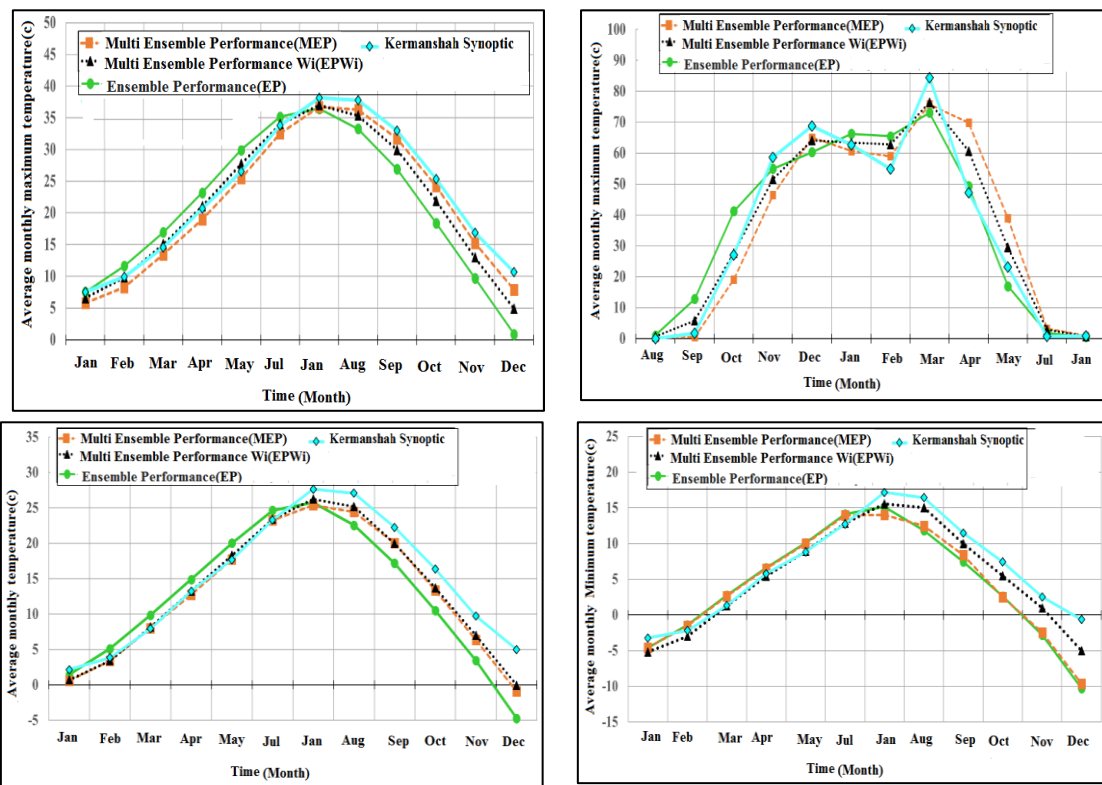 50
45
40
35
30
25
20
15
10
5
0
Average monthly maximum temperature(c)
Multi Ensemble Performance(MEP) Kermanshah Synoptic
Multi Ensemble Performance Wi(EPWi)
Ensemble Performance(EP)
Jan Feb Mar Apr May Jul Jan Aug Sep Oct Nov Dec
Time (Month)
100
90
80
70
60
50
40
30
20
10
0
Average monthly maximum temperature(c)
Multi Ensemble Performance(MEP) Kermanshah Synoptic
Multi Ensemble Performance Wi(EPWi)
Ensemble Performance(EP)
Aug Sep Oct Nov Dec Jan Feb Mar Apr May Jul Jan
Time (Month)
35
30
25
20
15
10
5
0
-5
Average monthly temperature(c)
Multi Ensemble Performance(MEP) Kermanshah Synoptic
Multi Ensemble Performance Wi(EPWi)
Ensemble Performance(EP)
Jan Feb Mar Apr May Jul Jan Aug Sep Oct Nov Dec
Time (Month)
25
20
15
10
5
0
-5
-10
-15
Average monthly Minimum temperature(c)
Multi Ensemble Performance(MEP) Kermanshah Synoptic
Multi Ensemble Performance Wi(EPWi)
Ensemble Performance(EP)
Jan Feb Mar Apr May Jul Jan Aug Sep Oct Nov Dec
Time (Month)